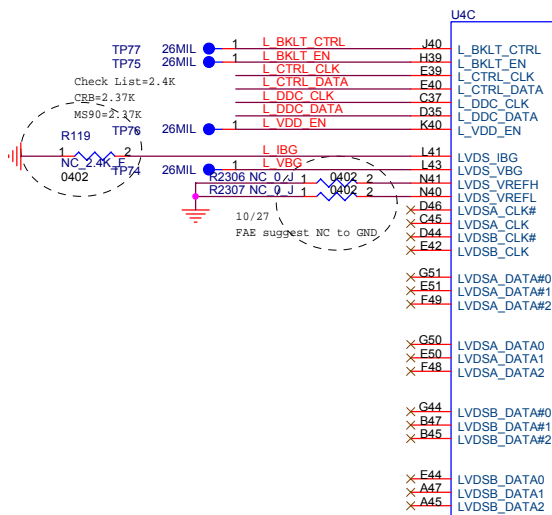 U4C
TP77 26MIL 1 L_BKLT_CTRL J40 L_BKLT_CTRL
TP75 26MIL 1 L_BKLT_EN H39 L_BKLT_EN
L_CTRL_CLK E39 L_CTRL_CLK
Check List=2.4K L_CTRL_DATA E40 L_CTRL_DATA
CRB=2.37K L_DDC_CLK C37 L_DDC_CLK
MS90=2.37K L_DDC_DATA D35 L_DDC_DATA
TP76 26MIL 1 L_VDD_EN K40 L_VDD_EN
R119
1 2 L_IBG L41 LVDS_IBG
NC_2.4K_F
0402
TP74 26MIL 1 L_VBG L43 LVDS_VBG
R2306 NC_0_J 1 0402 2 N41 LVDS_VREFH
R2307 NC_0_J 1 0402 2 N40 LVDS_VREFL
D46 LVDSA_CLK#
10/27 C45 LVDSA_CLK
FAE suggest NC to GND D44 LVDSB_CLK#
E42 LVDSB_CLK
G51 LVDSA_DATA#0
E51 LVDSA_DATA#1
F49 LVDSA_DATA#2
G50 LVDSA_DATA0
E50 LVDSA_DATA1
F48 LVDSA_DATA2
G44 LVDSB_DATA#0
B47 LVDSB_DATA#1
B45 LVDSB_DATA#2
E44 LVDSB_DATA0
A47 LVDSB_DATA1
A45 LVDSB_DATA2